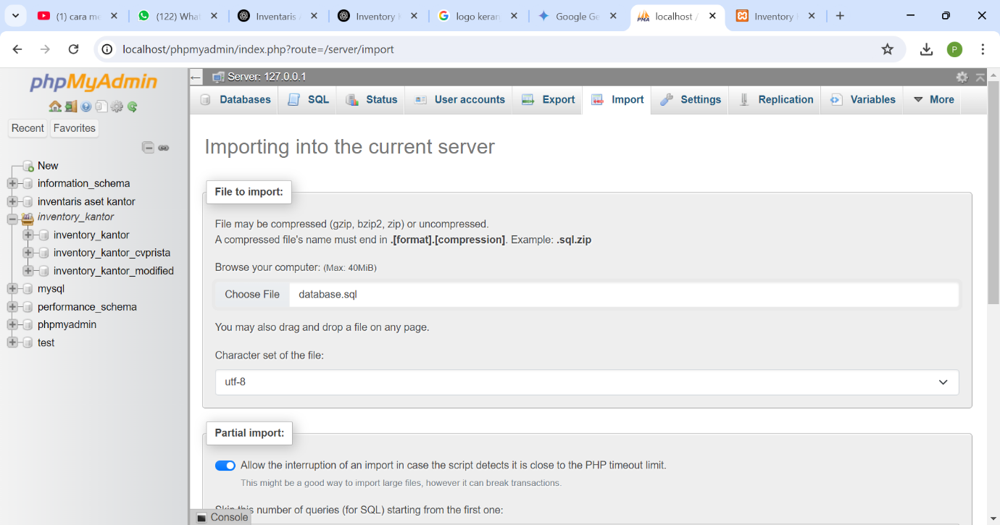 (1) cara me
(122) What
Inventaris A
Inventory K
logo keran
Google Ge
localhost /
Inventory K
localhost/phpmyadmin/index.php?route=/server/import
P
phpMyAdmin
Recent
Favorites
New
information_schema
inventaris aset kantor
inventory_kantor
inventory_kantor
inventory_kantor_cvprista
inventory_kantor_modified
mysql
performance_schema
phpmyadmin
test
Server: 127.0.0.1
Databases
SQL
Status
User accounts
Export
Import
Settings
Replication
Variables
More
Importing into the current server
File to import:
File may be compressed (gzip, bzip2, zip) or uncompressed.
A compressed file's name must end in .[format].[compression]. Example: .sql.zip
Browse your computer: (Max: 40MiB)
Choose File database.sql
You may also drag and drop a file on any page.
Character set of the file:
utf-8
Partial import:
Allow the interruption of an import in case the script detects it is close to the PHP timeout limit.
This might be a good way to import large files, however it can break transactions.
Skip this number of queries (for SQL) starting from the first one:
Console